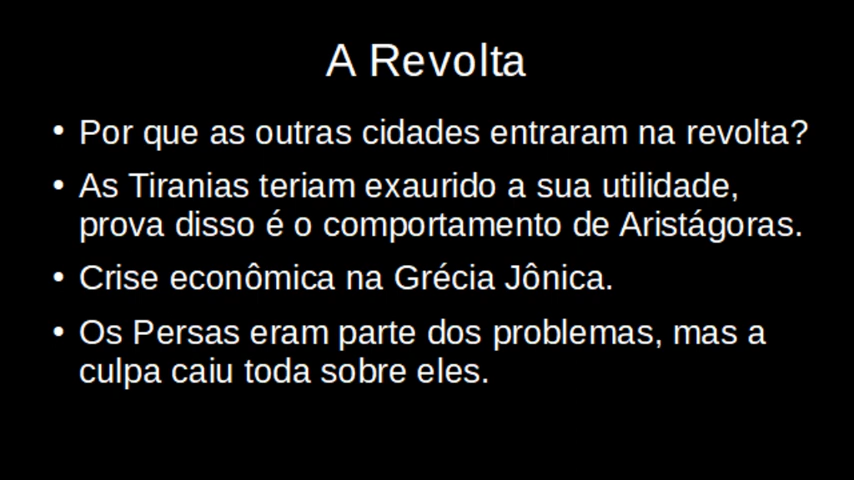 A Revolta
• Por que as outras cidades entraram na revolta?
• As Tiranias teriam exaurido a sua utilidade,
prova disso é o comportamento de Aristágoras.
• Crise econômica na Grécia Jônica.
• Os Persas eram parte dos problemas, mas a
culpa caiu toda sobre eles.